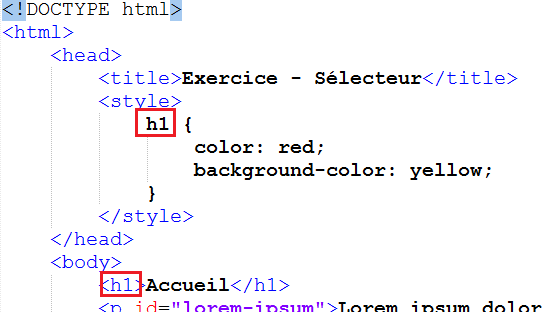 <!DOCTYPE html>
<html>
<head>
<title>Exercice - Sélecteur</title>
<style>
h1 {
color: red;
background-color: yellow;
}
</style>
</head>
<body>
<h1>Accueil</h1>
<p id="lorem-ipsum">Lorem ipsum dolor